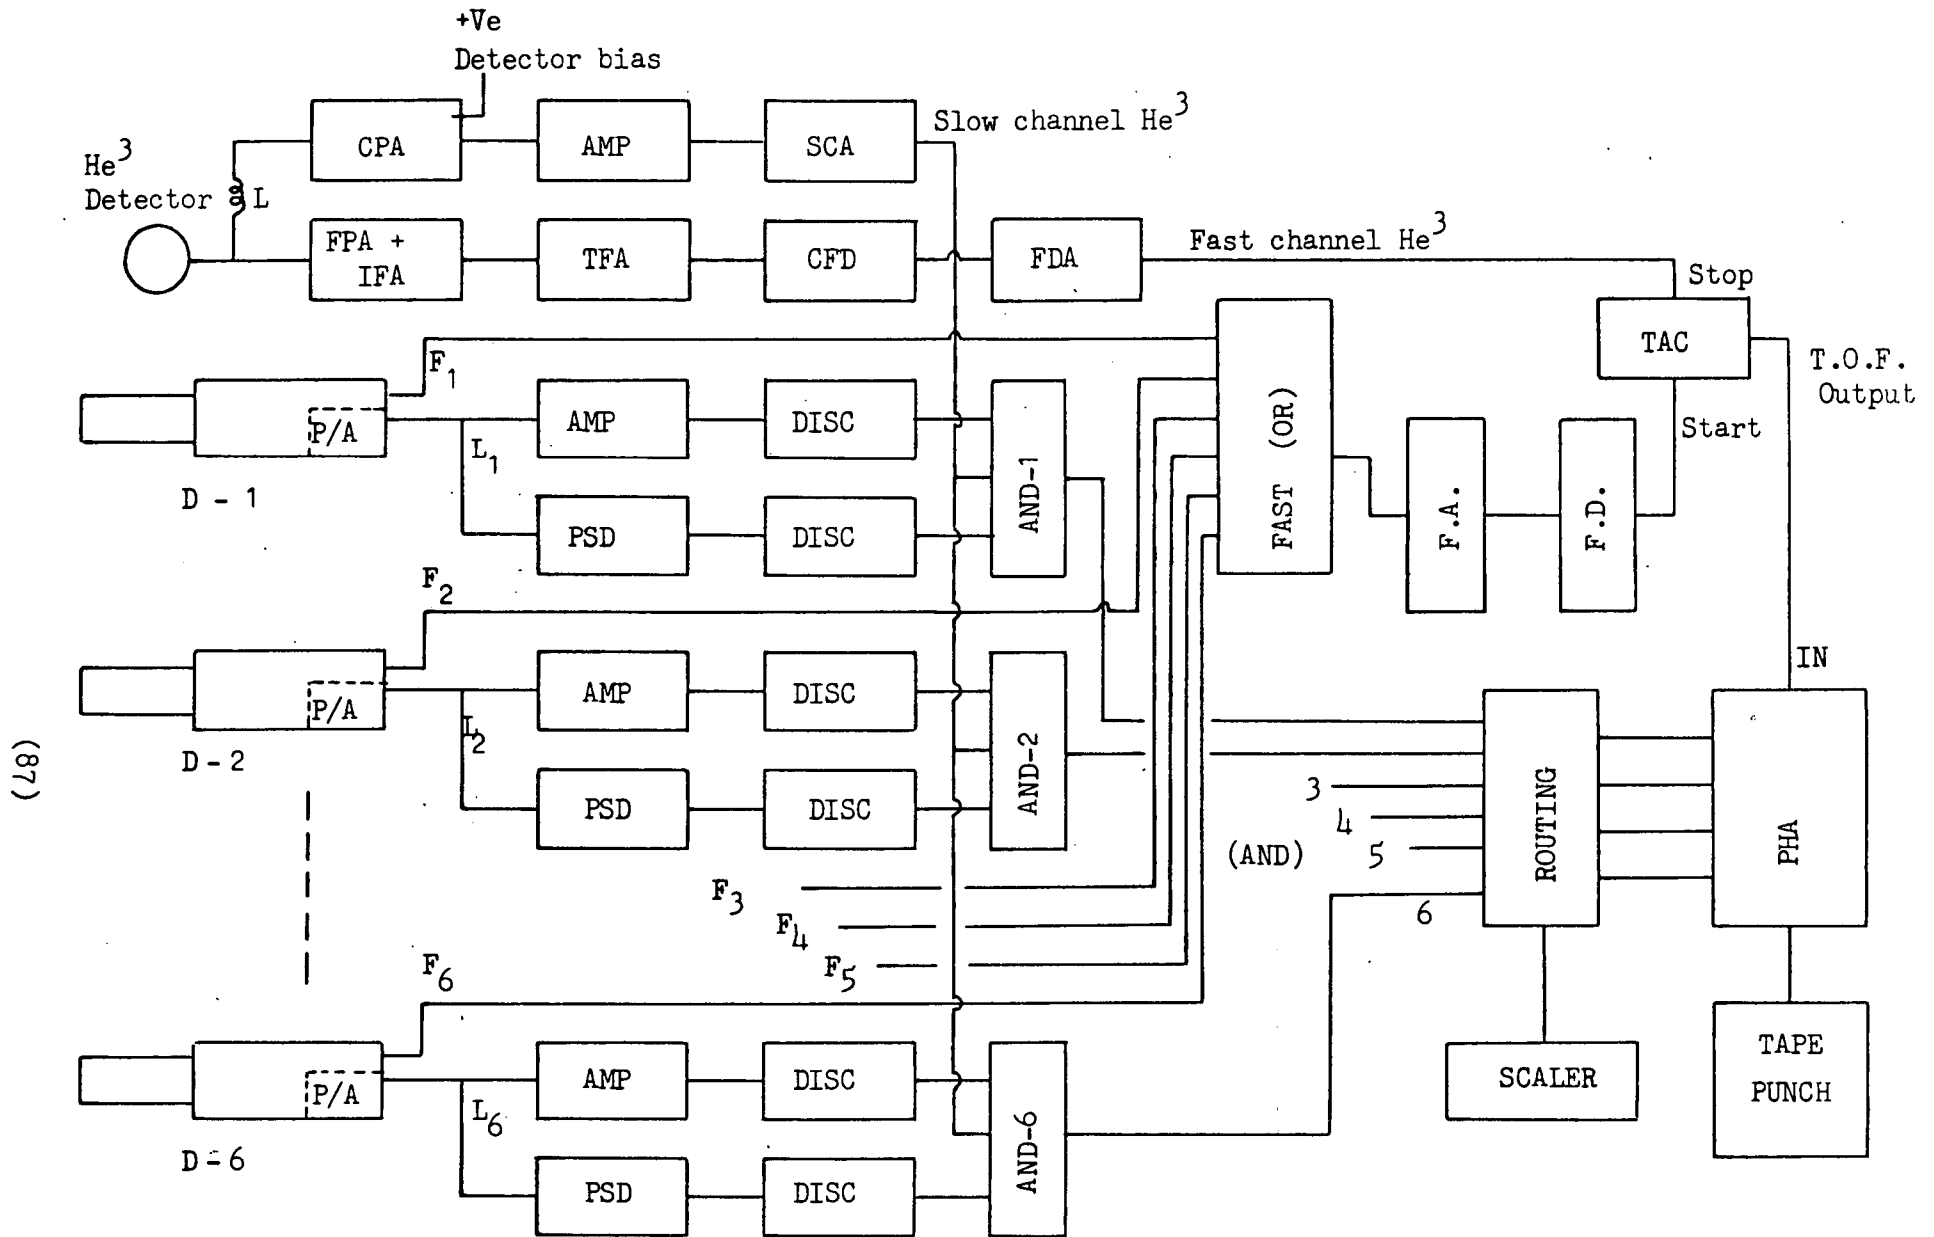 +Ve
Detector bias
He3
Detector
L
CPA
AMP
SCA
Slow channel He3
FPA +
IFA
TFA
CFD
FDA
Fast channel He3
Stop
TAC
T.O.F.
Output
Start
F1
P/A
L1
D - 1
AMP
DISC
PSD
DISC
AND-1
FAST (OR)
F.A.
F.D.
F2
P/A
L2
D-2
AMP
DISC
PSD
DISC
AND-2
IN
3
4
5
6
(AND)
ROUTING
PHA
F3
F4
F5
F6
P/A
L6
D-6
AMP
DISC
PSD
DISC
AND-6
SCALER
TAPE
PUNCH
(87)